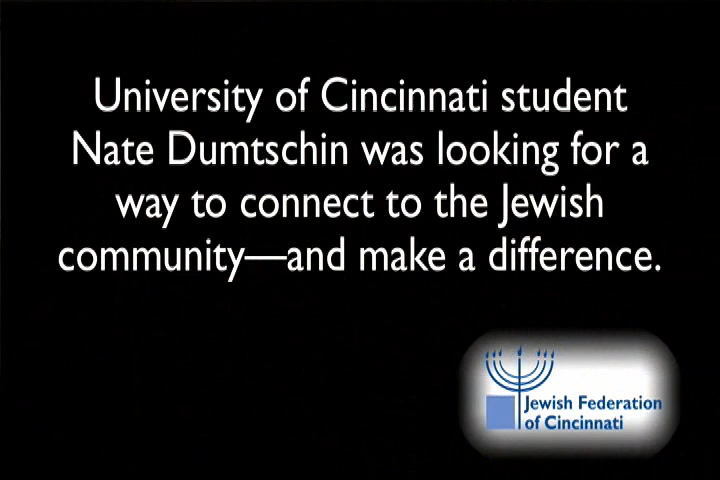 University of Cincinnati student
Nate Dumtschin was looking for a
way to connect to the Jewish
community—and make a difference.
Jewish Federation
of Cincinnati